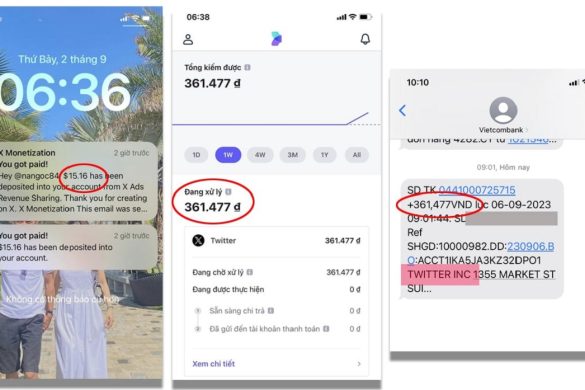 Thứ Bảy, 2 tháng 9
06:36
X Monetization
2 giờ trước
You got paid!
Hey @nangoc84! $15.16 has been
deposited into your account from X Ads
Revenue Sharing. Thank you for creating
on X. X Monetization This email was se...
You got paid!
2 giờ trước
$15.16 has been deposited into
your account.
Không có thông báo cũ hơn
06:38
Tổng kiếm được
361.477 ₫
1D
1W
4W
3M
1Y
All
Đang xử lý
361.477 ₫
Twitter
361.477 ₫
Đang chờ xử lý
361.477 ₫
Đang được thực hiện
0 ₫
1
Sẵn sàng chi trả
0 ₫
2
Đã gửi đến tài khoản thanh toán
0 ₫
Xem chi tiết
10:10
Vietcombank
09:01, Hôm nay
SD TK 0441000725715
+361,477VND lúc 06-09-2023
09:01:44. SD
Ref
SHGD:10000982.DD:230906.BO:ACCT1IKA5JA3KZ32DPO1
TWITTER INC 1355 MARKET ST
SUI...